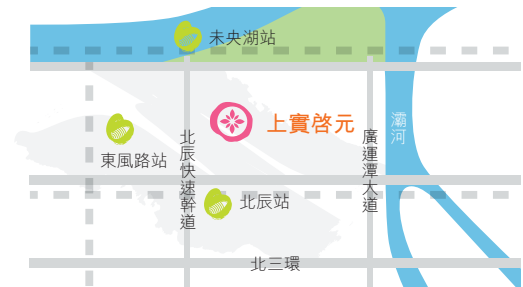 未央湖站
上實啓元
灞河
東風路站
北辰快速幹道
廣運潭大道
北辰站
北三環